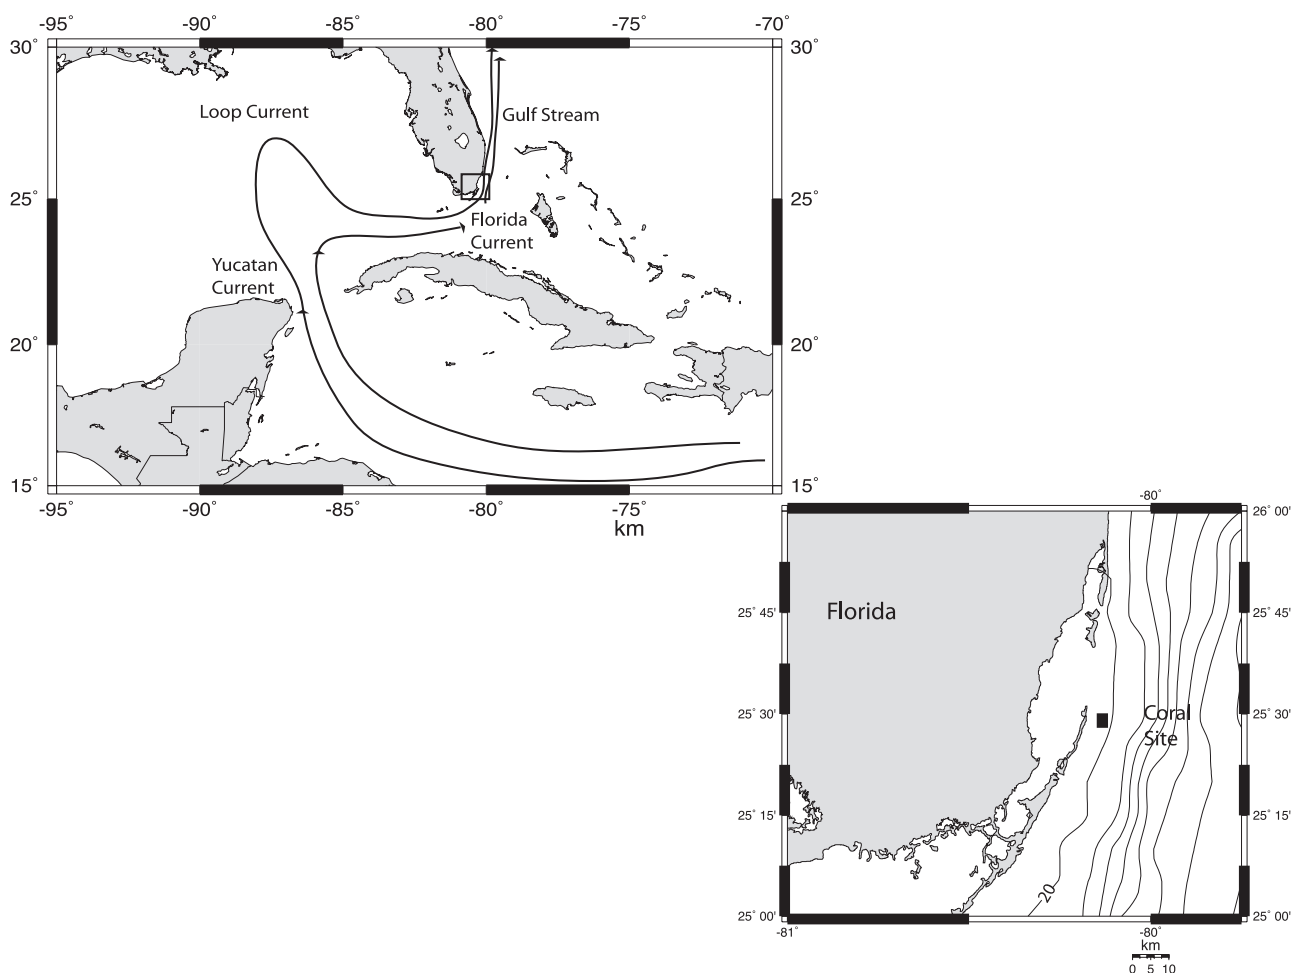 -95° -90° -85° -80° -75° -70°
30° 30°
Loop Current
Gulf Stream
25° 25°
Florida
Current
Yucatan
Current
20° 20°
15° 15°
-95° -90° -85° -80° -75° -70°
km
-80°
26° 00'
25° 45' 25° 45'
Florida
25° 30' 25° 30'
Coral
Site
25° 15' 25° 15'
-20
25° 00' 25° 00'
-81° -80°
km
0 5 10